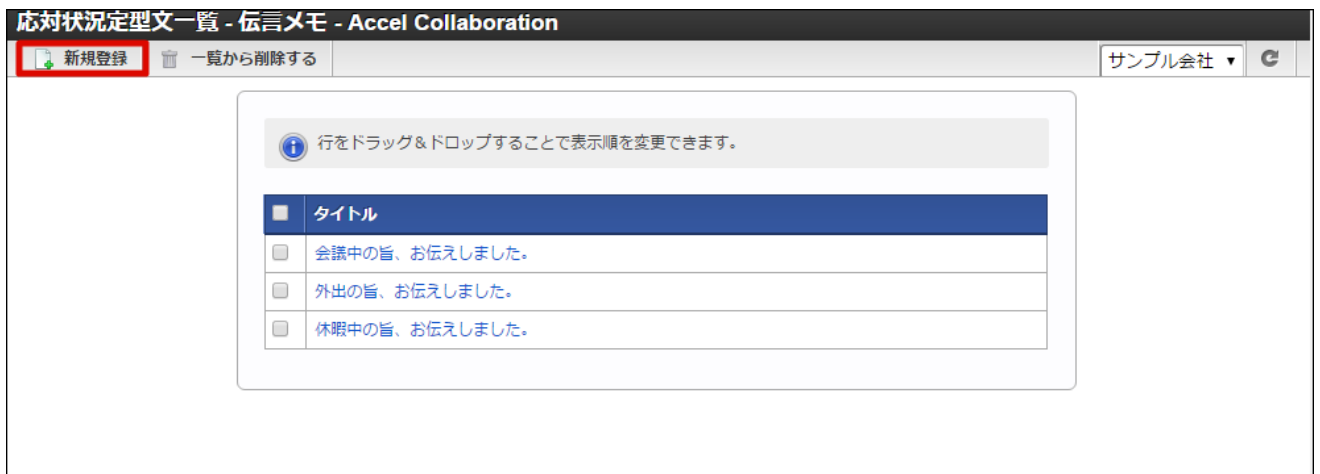 応対状況定型文一覧 - 伝言メモ - Accel Collaboration
新規登録 一覧から削除する サンプル会社
行をドラッグ&ドロップすることで表示順を変更できます。
タイトル
会議中の旨、お伝えしました。
外出の旨、お伝えしました。
休暇中の旨、お伝えしました。